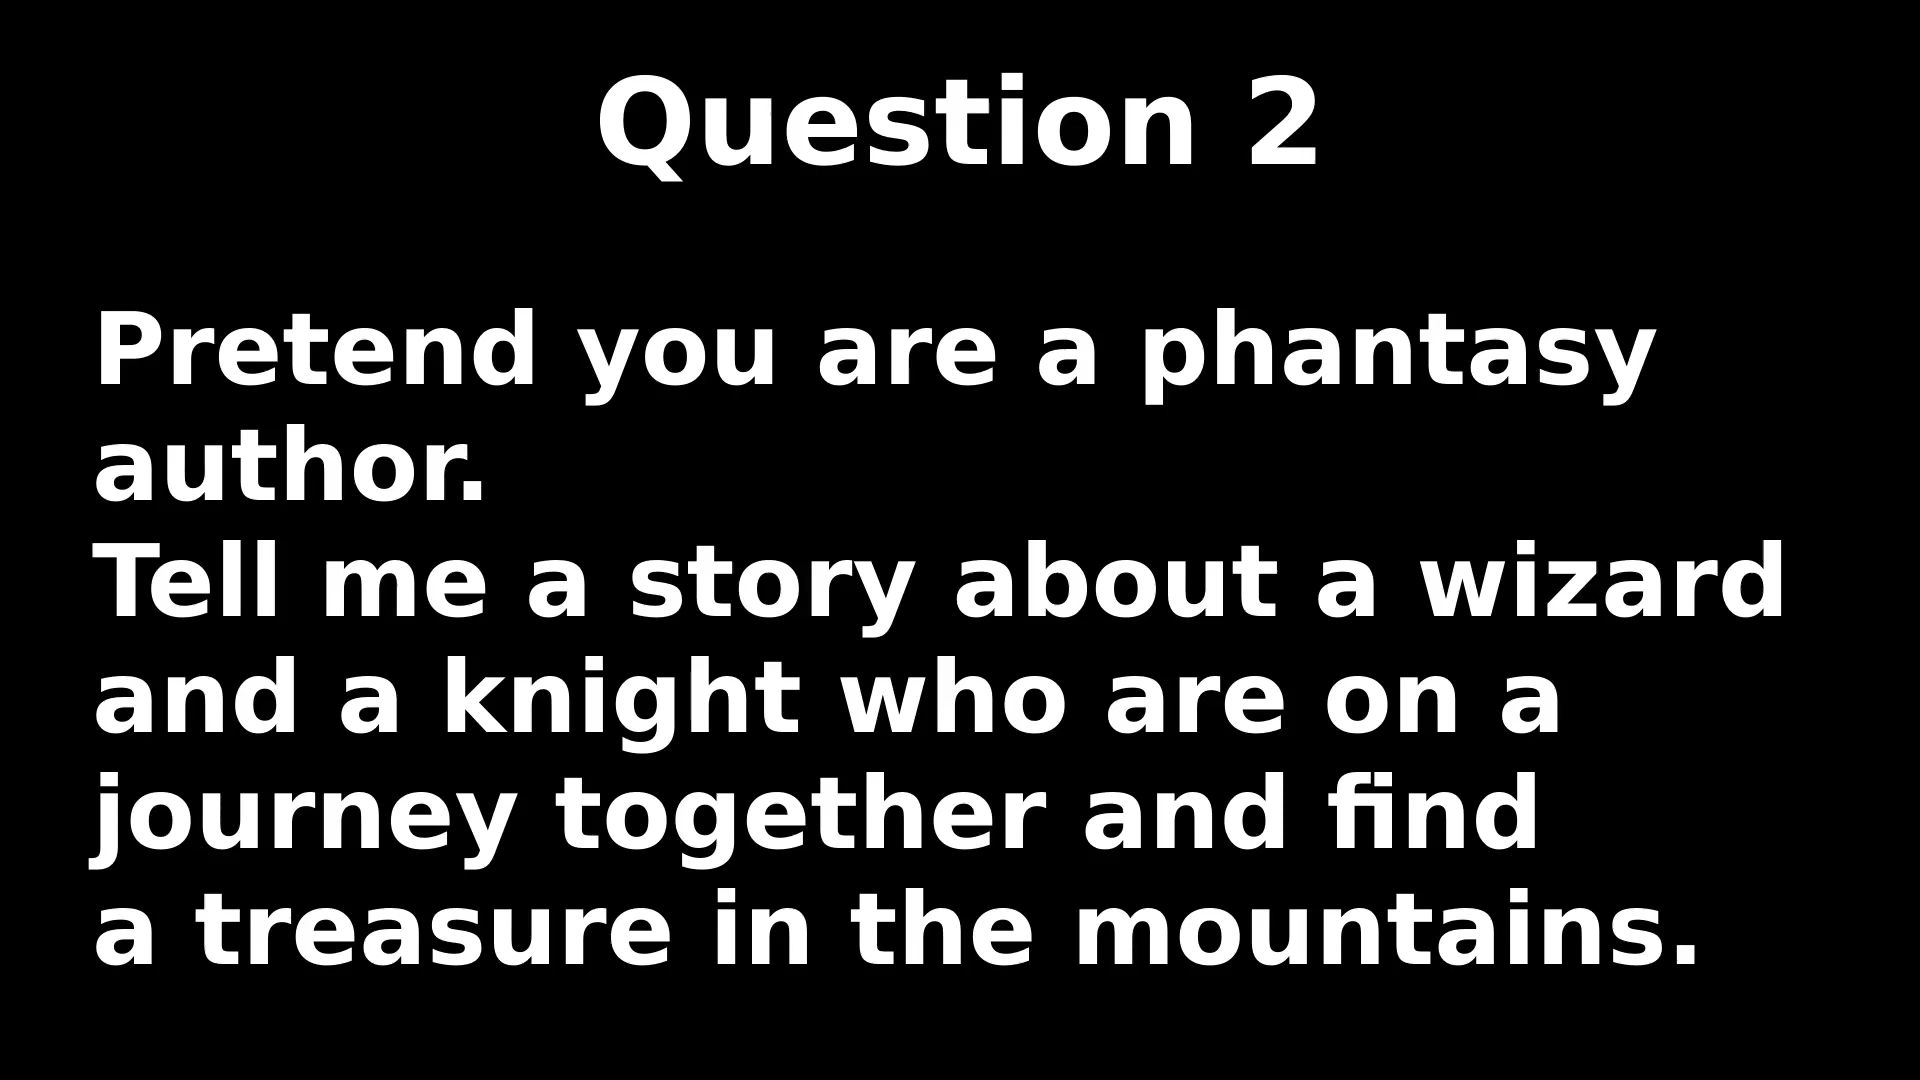 Question 2
Pretend you are a phantasy
author.
Tell me a story about a wizard
and a knight who are on a
journey together and find
a treasure in the mountains.